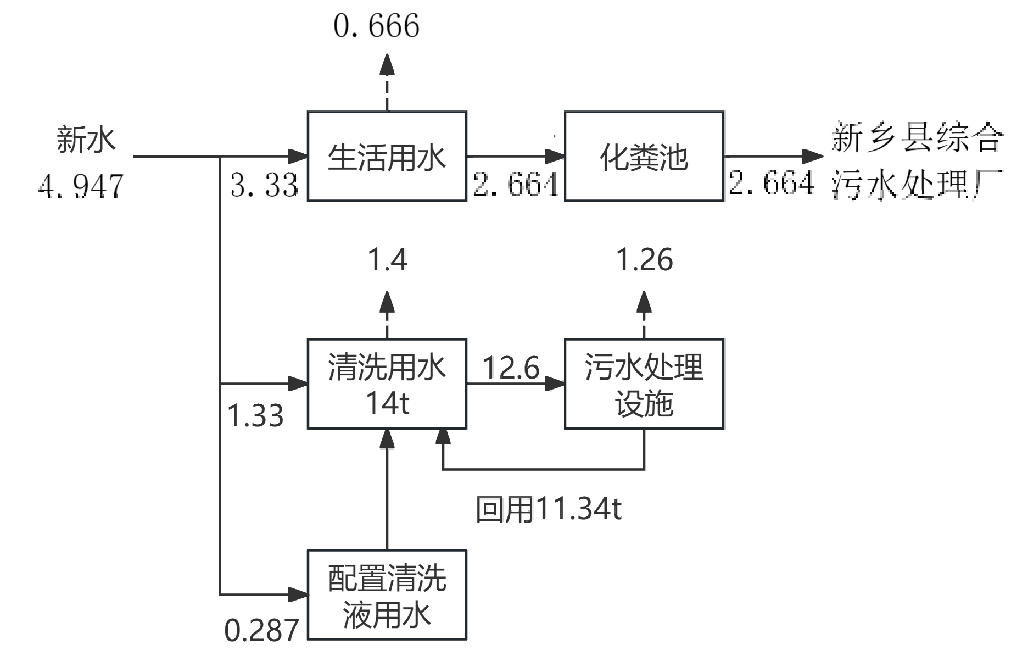 0.666
新水
4.947
3.33
生活用水
2.664
化粪池
2.664
新乡县综合
污水处理厂
1.4
1.26
1.33
清洗用水
14t
12.6
污水处理
设施
回用11.34t
0.287
配置清洗
液用水